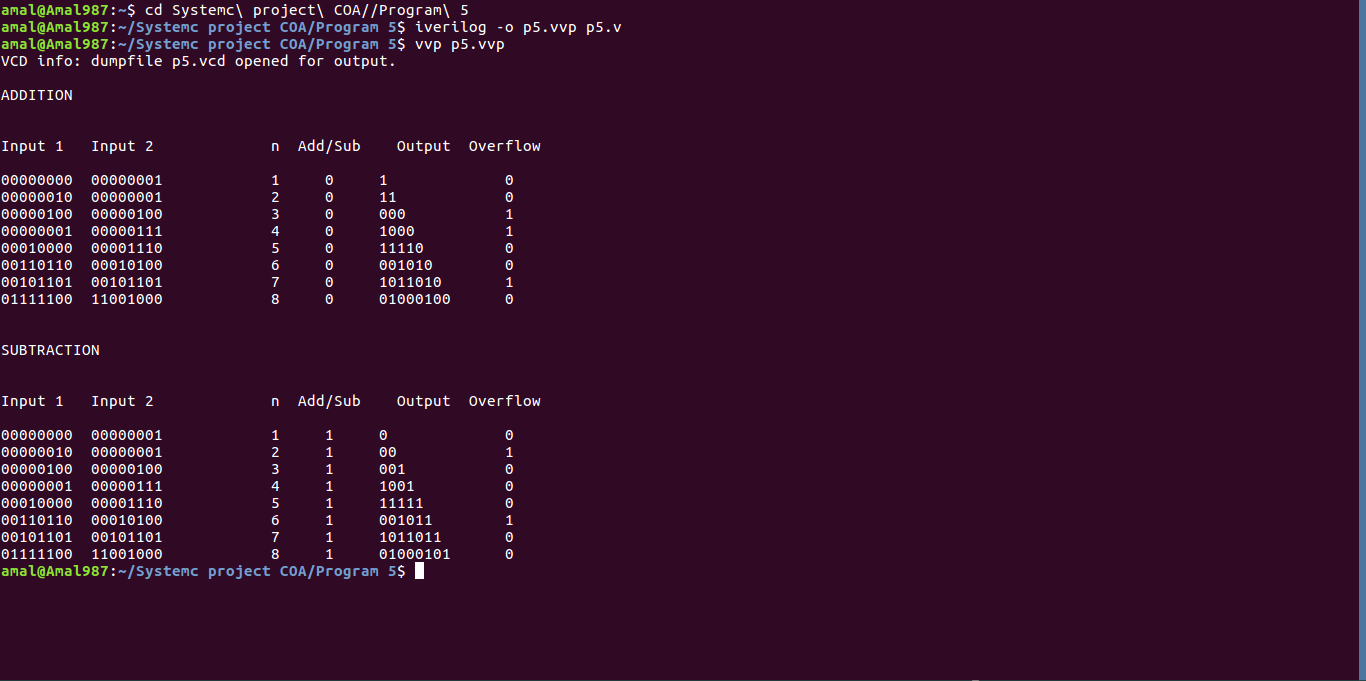 amal@Amal987:~$ cd Systemc\ project\ COA//Program\ 5
amal@Amal987:~/Systemc project COA/Program 5$ iverilog -o p5.vvp p5.v
amal@Amal987:~/Systemc project COA/Program 5$ vvp p5.vvp
VCD info: dumpfile p5.vcd opened for output.
ADDITION
Input 1   Input 2             n  Add/Sub    Output  Overflow
00000000  00000001            1     0     1             0
00000010  00000001            2     0     11            0
00000100  00000100            3     0     000           1
00000001  00000111            4     0     1000          1
00010000  00001110            5     0     11110         0
00110110  00010100            6     0     001010        0
00101101  00101101            7     0     1011010       1
01111100  11001000            8     0     01000100      0
SUBTRACTION
Input 1   Input 2             n  Add/Sub    Output  Overflow
00000000  00000001            1     1     0             0
00000010  00000001            2     1     00            1
00000100  00000100            3     1     001           0
00000001  00000111            4     1     1001          0
00010000  00001110            5     1     11111         0
00110110  00010100            6     1     001011        1
00101101  00101101            7     1     1011011       0
01111100  11001000            8     1     01000101      0
amal@Amal987:~/Systemc project COA/Program 5$